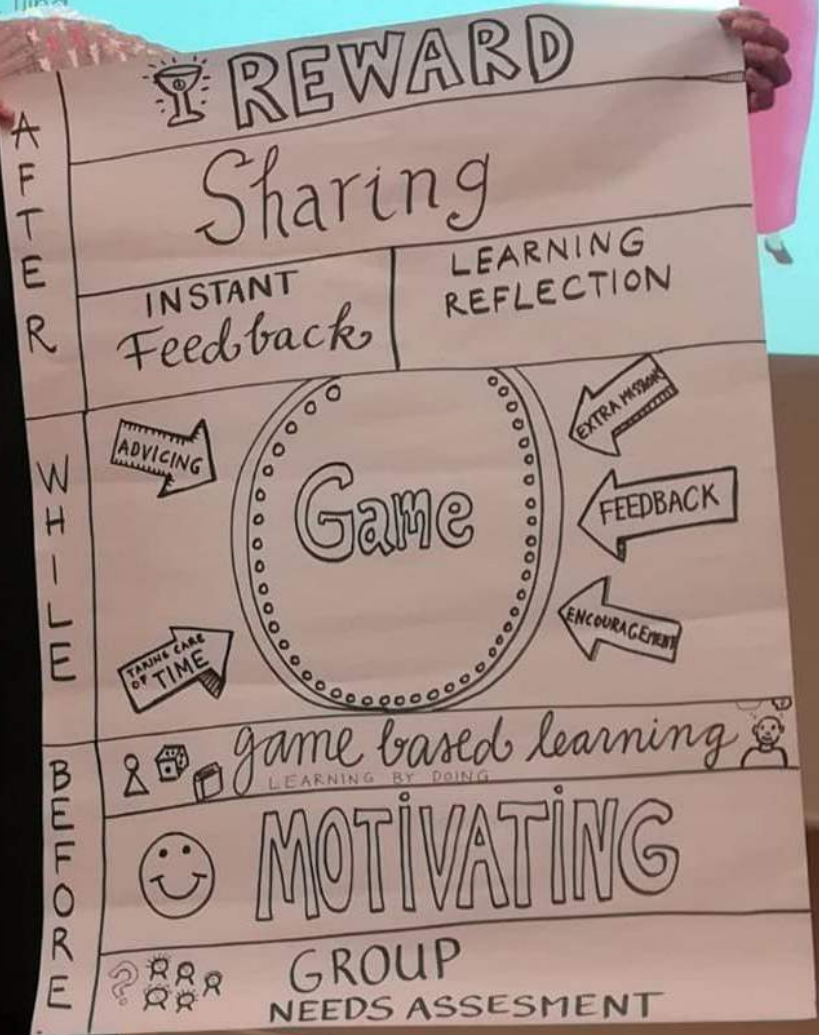 AFTER
REWARD
Sharing
INSTANT
Feedback
LEARNING
REFLECTION
WHILE
ADVICING
EXTRA MISSIONS
Game
FEEDBACK
ENCOURAGEMENT
TAKING CARE
OF TIME
BEFORE
game based learning
LEARNING BY DOING
MOTIVATING
GROUP
NEEDS ASSESMENT